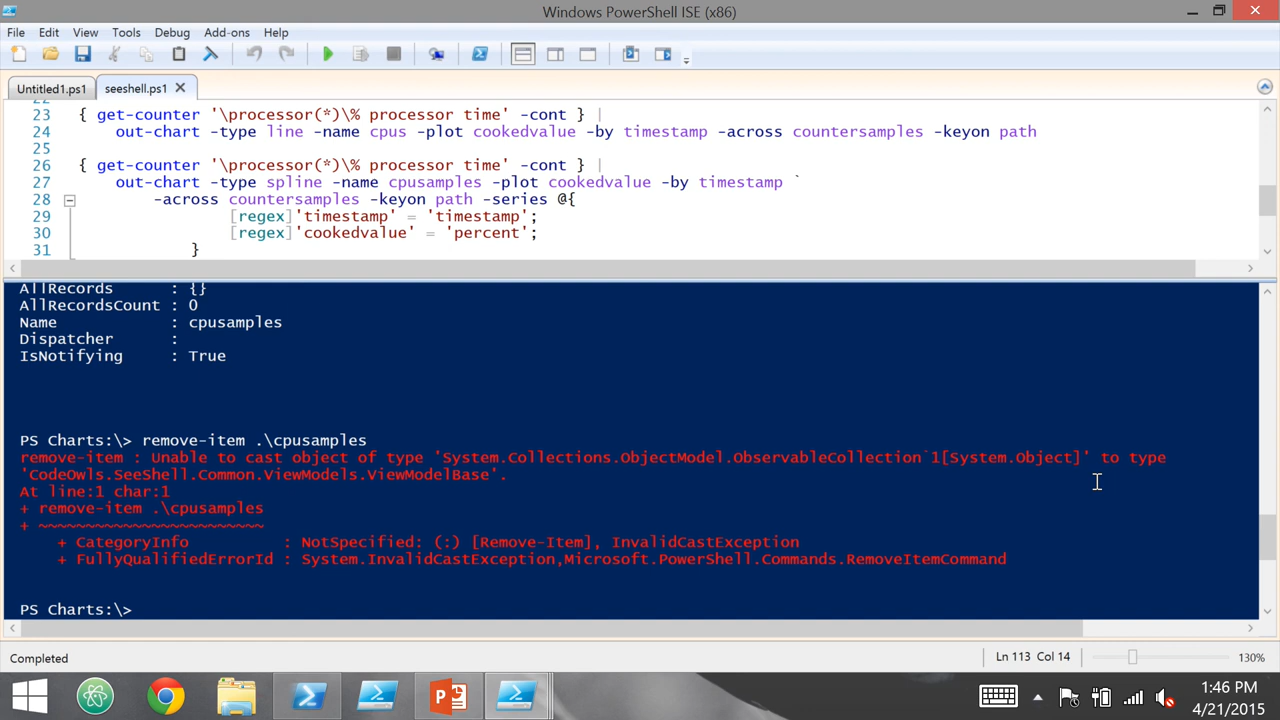 Windows PowerShell ISE (x86)
File Edit View Tools Debug Add-ons Help
Untitled1.ps1 seeshell.ps1
23 { get-counter '\processor(*)\% processor time' -cont } |
24 out-chart -type line -name cpus -plot cookedvalue -by timestamp -across countersamples -keyon path
25
26 { get-counter '\processor(*)\% processor time' -cont } |
27 out-chart -type spline -name cpusamples -plot cookedvalue -by timestamp `
28 -across countersamples -keyon path -series @{
29 [regex]'timestamp' = 'timestamp';
30 [regex]'cookedvalue' = 'percent';
31 }
AllRecords : {}
AllRecordsCount : 0
Name : cpusamples
Dispatcher :
IsNotifying : True
PS Charts:\> remove-item .\cpusamples
remove-item : Unable to cast object of type 'System.Collections.ObjectModel.ObservableCollection`1[System.Object]' to type
'CodeOwls.SeeShell.Common.ViewModels.ViewModelBase'.
At line:1 char:1
+ remove-item .\cpusamples
+ ~~~~~~~~~~~~~~~~~~~~~~~~
+ CategoryInfo : NotSpecified: (:) [Remove-Item], InvalidCastException
+ FullyQualifiedErrorId : System.InvalidCastException,Microsoft.PowerShell.Commands.RemoveItemCommand
PS Charts:\>
Completed Ln 113 Col 14 130%
1:46 PM
4/21/2015